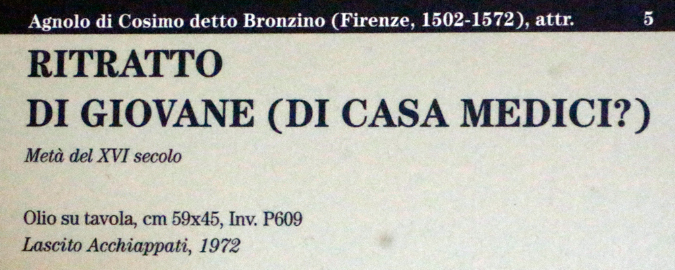 Agnolo di Cosimo detto Bronzino (Firenze, 1502-1572), attr. 5
RITRATTO
DI GIOVANE (DI CASA MEDICI?)
Metà del XVI secolo
Olio su tavola, cm 59x45, Inv. P609
Lascito Acchiappati, 1972